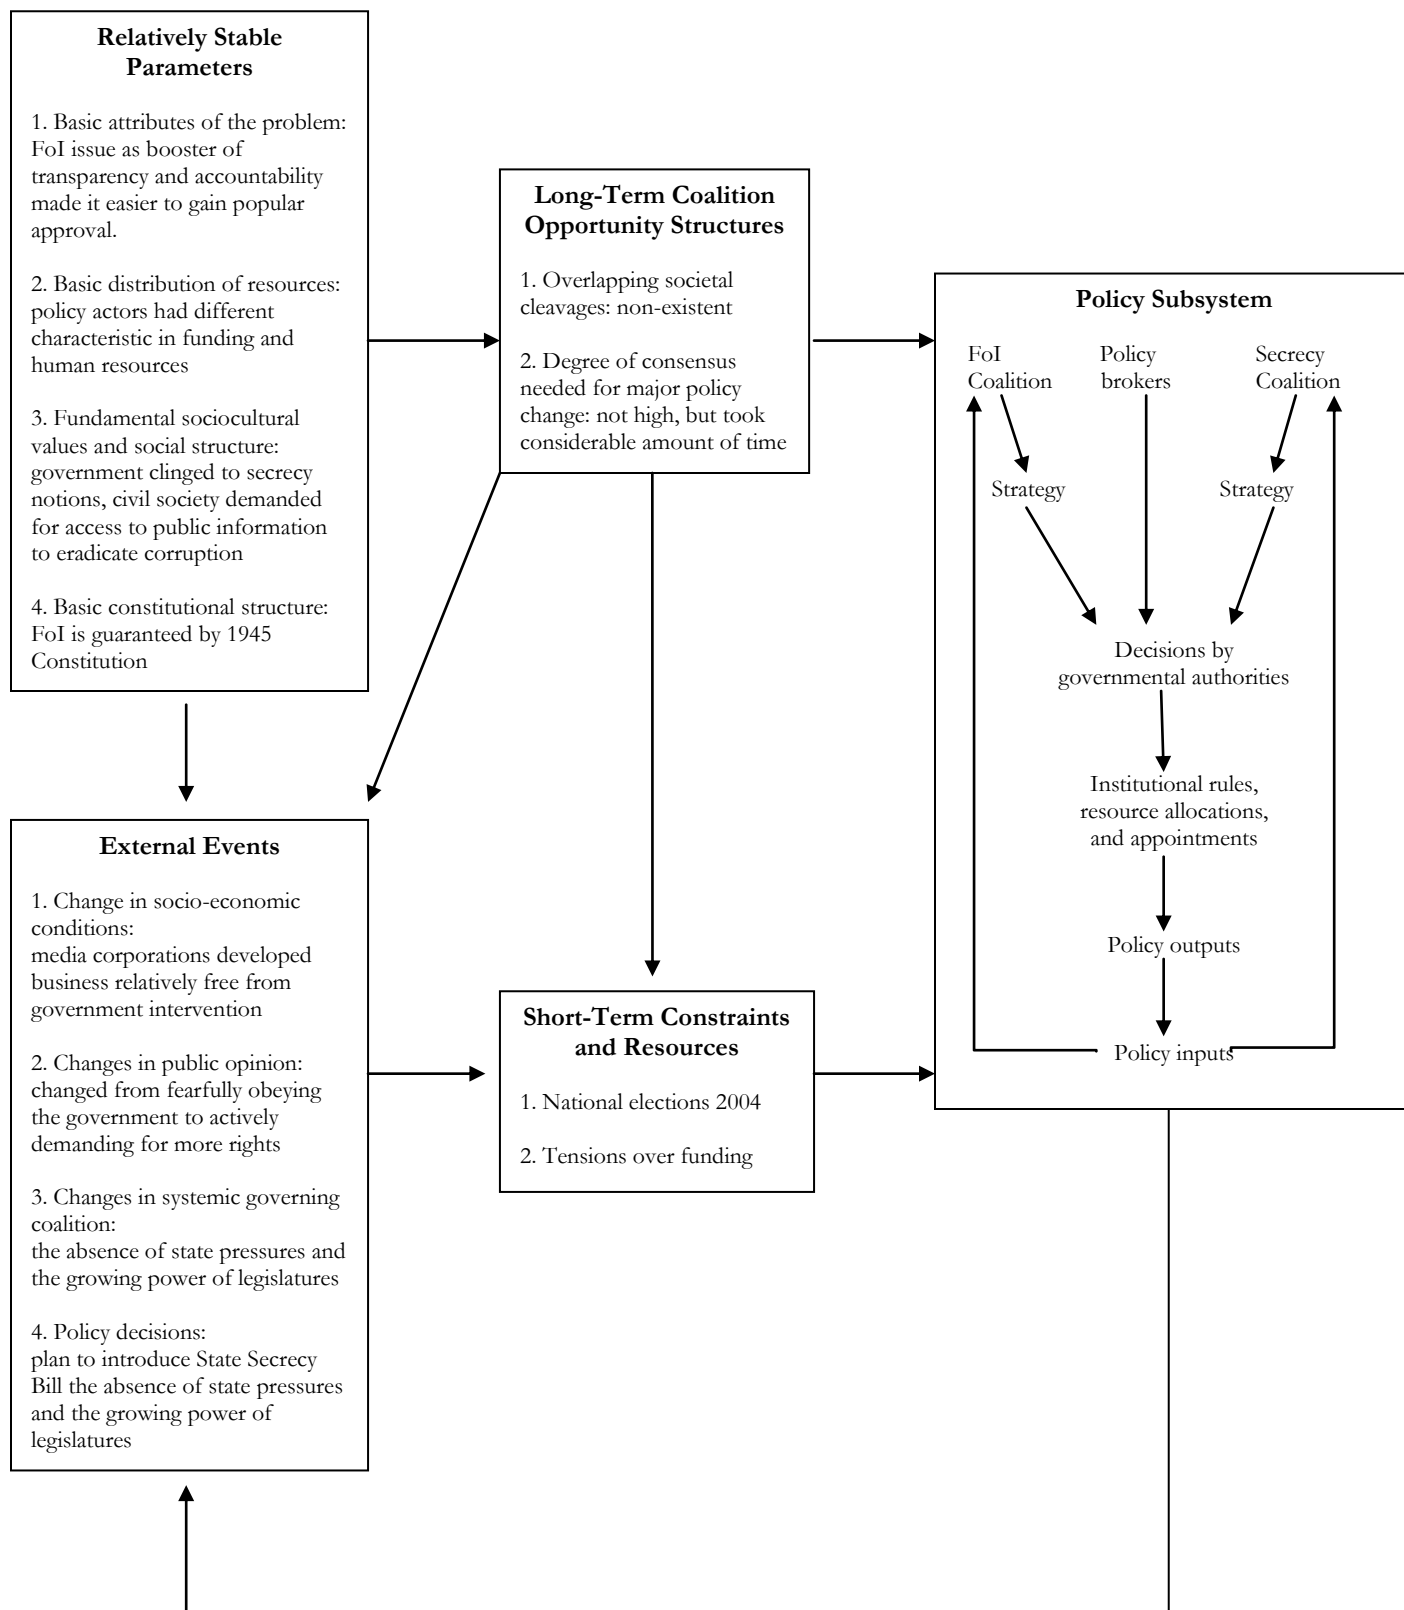 Relatively Stable
Parameters
1. Basic attributes of the problem:
FoI issue as booster of
transparency and accountability
made it easier to gain popular
approval.
2. Basic distribution of resources:
policy actors had different
characteristic in funding and
human resources
3. Fundamental sociocultural
values and social structure:
government clinged to secrecy
notions, civil society demanded
for access to public information
to eradicate corruption
4. Basic constitutional structure:
FoI is guaranteed by 1945
Constitution
Long-Term Coalition
Opportunity Structures
1. Overlapping societal
cleavages: non-existent
2. Degree of consensus
needed for major policy
change: not high, but took
considerable amount of time
Policy Subsystem
FoI
Coalition
Policy
brokers
Secrecy
Coalition
Strategy
Strategy
Decisions by
governmental authorities
Institutional rules,
resource allocations,
and appointments
Policy outputs
Policy inputs
External Events
1. Change in socio-economic
conditions:
media corporations developed
business relatively free from
government intervention
2. Changes in public opinion:
changed from fearfully obeying
the government to actively
demanding for more rights
3. Changes in systemic governing
coalition:
the absence of state pressures and
the growing power of legislatures
4. Policy decisions:
plan to introduce State Secrecy
Bill the absence of state pressures
and the growing power of
legislatures
Short-Term Constraints
and Resources
1. National elections 2004
2. Tensions over funding